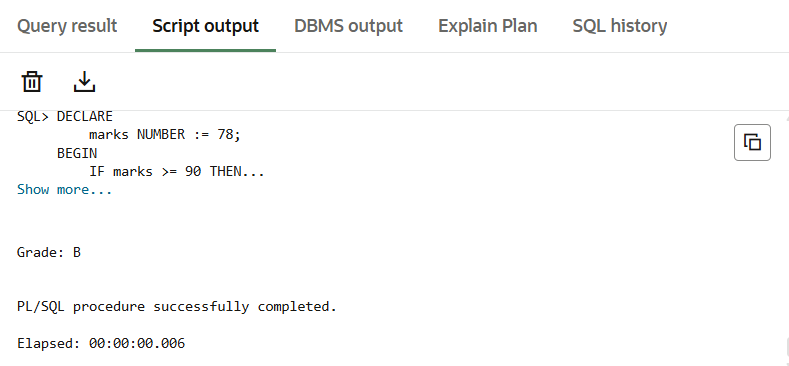 Query result Script output DBMS output Explain Plan SQL history
SQL> DECLARE
         marks NUMBER := 78;
     BEGIN
         IF marks >= 90 THEN...
Show more...
Grade: B
PL/SQL procedure successfully completed.
Elapsed: 00:00:00.006